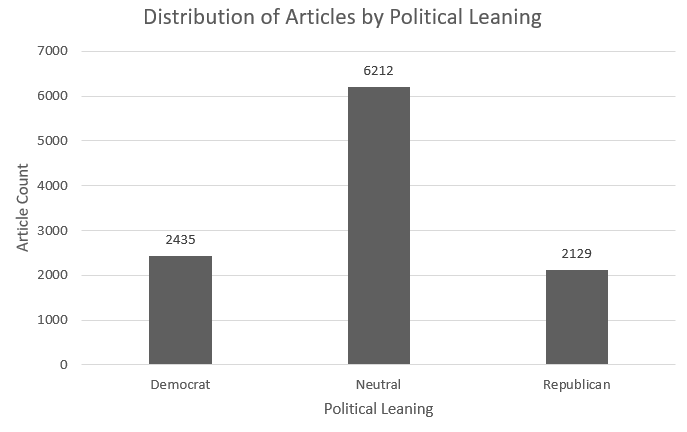 Distribution of Articles by Political Leaning
7000
6212
6000
5000
4000
Article Count
3000
2435
2129
2000
1000
0
Democrat Neutral Republican
Political Leaning